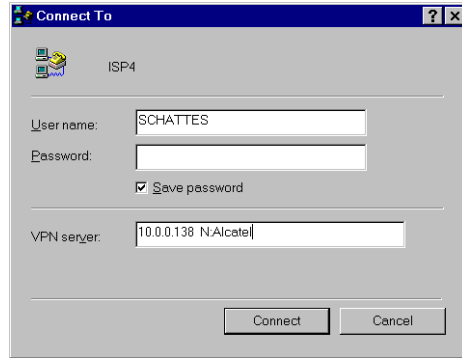 Connect To
ISP4
User name: SCHATTES
Password:
Save password
VPN server: 10.0.0.138 N:Alcatel
Connect Cancel